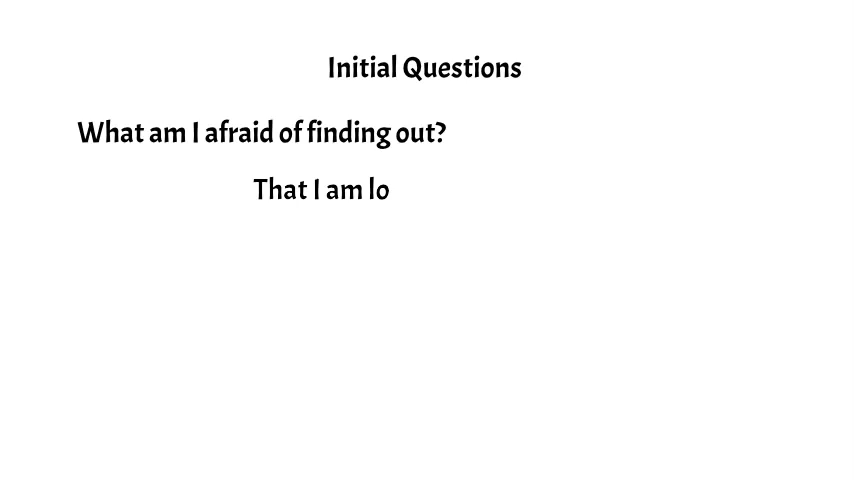 Initial Questions
What am I afraid of finding out?
That I am lo